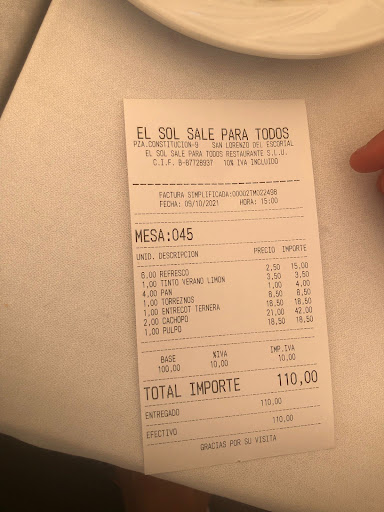 EL SOL SALE PARA TODOS
PZA.CONSTITUCION-9 SAN LORENZO DEL ESCORIAL
EL SOL SALE PARA TODOS RESTAURANTE S.L.U.
C.I.F. B-87728937 10% IVA INCLUIDO
FACTURA SIMPLIFICADA:00002TM022498
FECHA: 09/10/2021 HORA: 15:00
MESA:045
UNID. DESCRIPCION PRECIO IMPORTE
6,00 REFRESCO 2,50 15,00
1,00 TINTO VERANO LIMON 3,50 3,50
4,00 PAN 1,00 4,00
1,00 TORREZNOS 8,50 8,50
1,00 ENTRECOT TERNERA 18,50 18,50
2,00 CACHOPO 21,00 42,00
1,00 PULPO 18,50 18,50
BASE %IVA IMP.IVA
100,00 10,00 10,00
TOTAL IMPORTE 110,00
ENTREGADO 110,00
EFECTIVO 110,00
GRACIAS POR SU VISITA